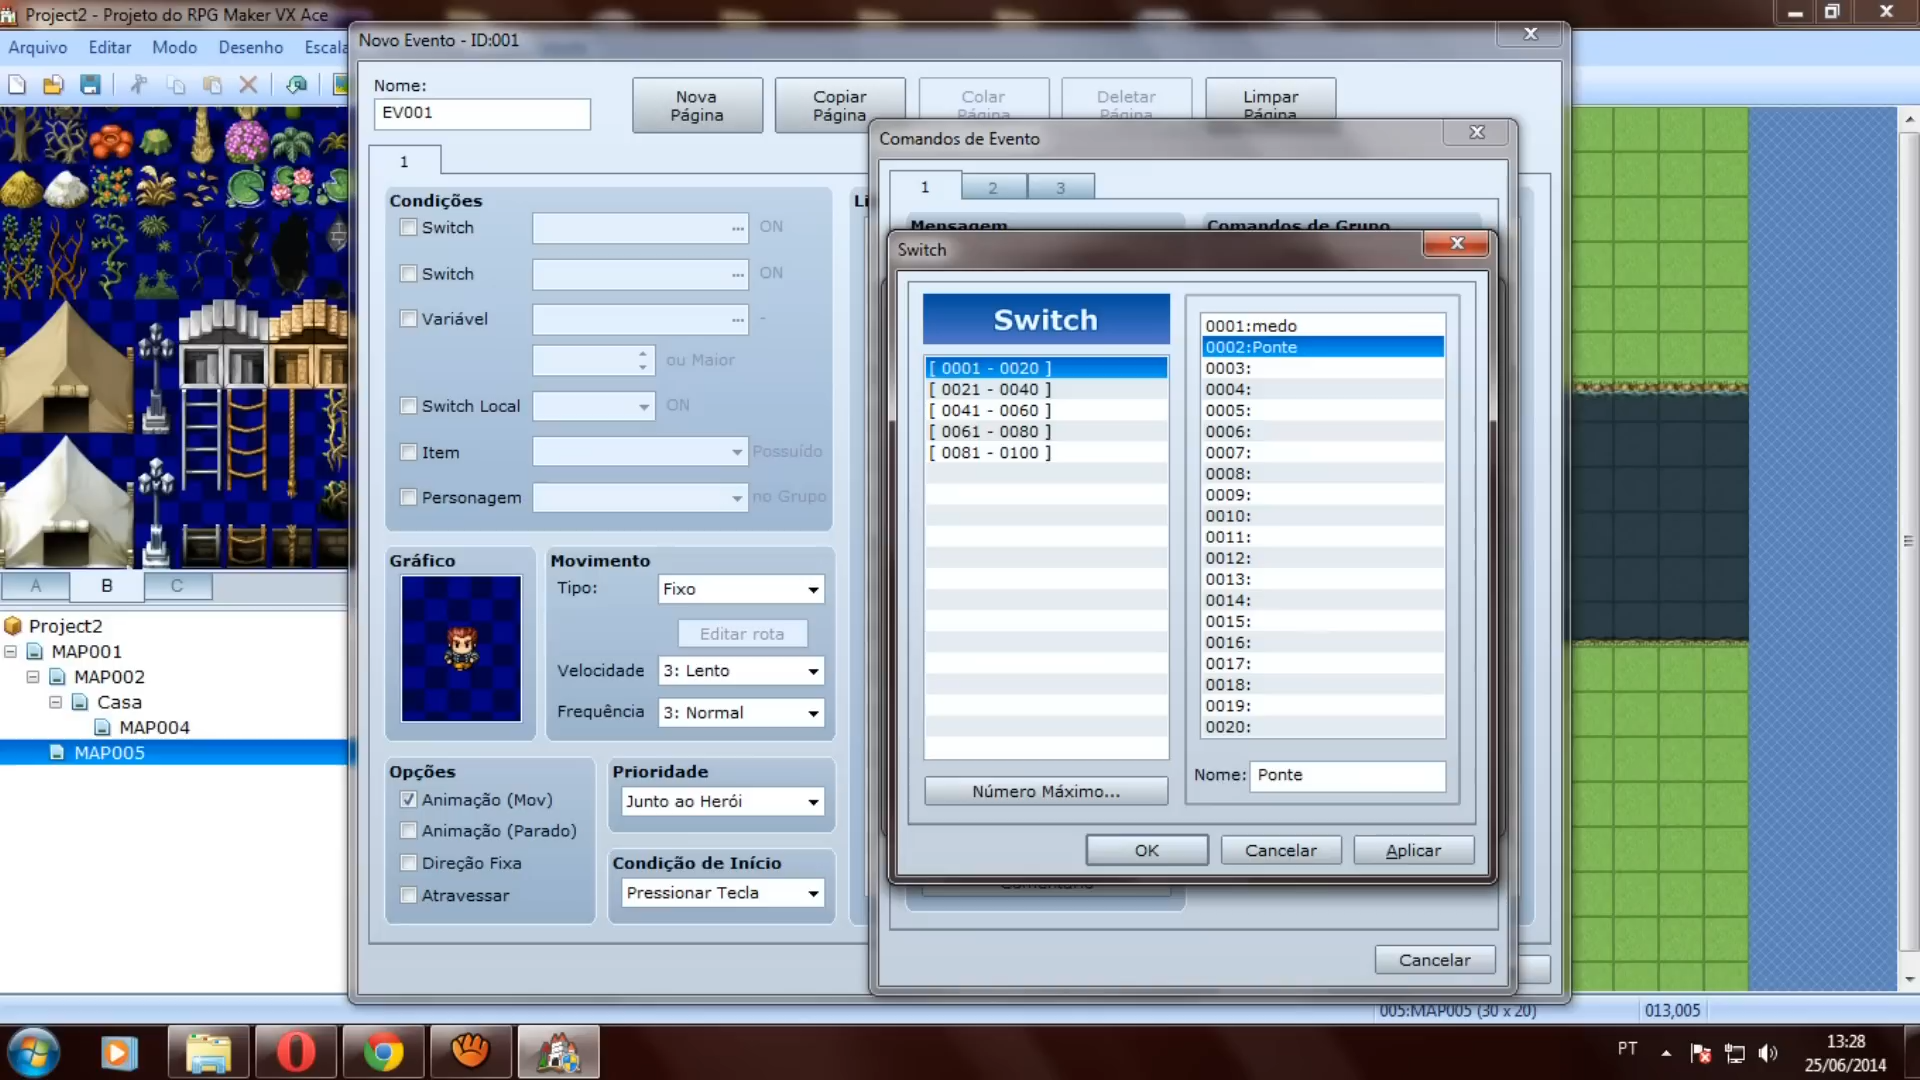 Project2 - Projeto do RPG Maker VX Ace
Arquivo Editar Modo Desenho Escala
Novo Evento - ID:001
Nome:
EV001
Nova Página
Copiar Página
Colar Página
Deletar Página
Limpar Página
1
Condições
Switch ... ON
Switch ... ON
Variável ... -
ou Maior
Switch Local ON
Item Possuído
Personagem no Grupo
Gráfico
Movimento
Tipo: Fixo
Editar rota
Velocidade 3: Lento
Frequência 3: Normal
Opções
Animação (Mov)
Animação (Parado)
Direção Fixa
Atravessar
Prioridade
Junto ao Herói
Condição de Início
Pressionar Tecla
Li
Comandos de Evento
1 2 3
Mensagem
Comandos de Grupo
Switch
Switch
[ 0001 - 0020 ]
[ 0021 - 0040 ]
[ 0041 - 0060 ]
[ 0061 - 0080 ]
[ 0081 - 0100 ]
Número Máximo...
0001:medo
0002:Ponte
0003:
0004:
0005:
0006:
0007:
0008:
0009:
0010:
0011:
0012:
0013:
0014:
0015:
0016:
0017:
0018:
0019:
0020:
Nome: Ponte
OK Cancelar Aplicar
Comentário
Cancelar
A B C
Project2
MAP001
MAP002
Casa
MAP004
MAP005
005:MAP005 (30 x 20)
013,005
PT
13:28
25/06/2014